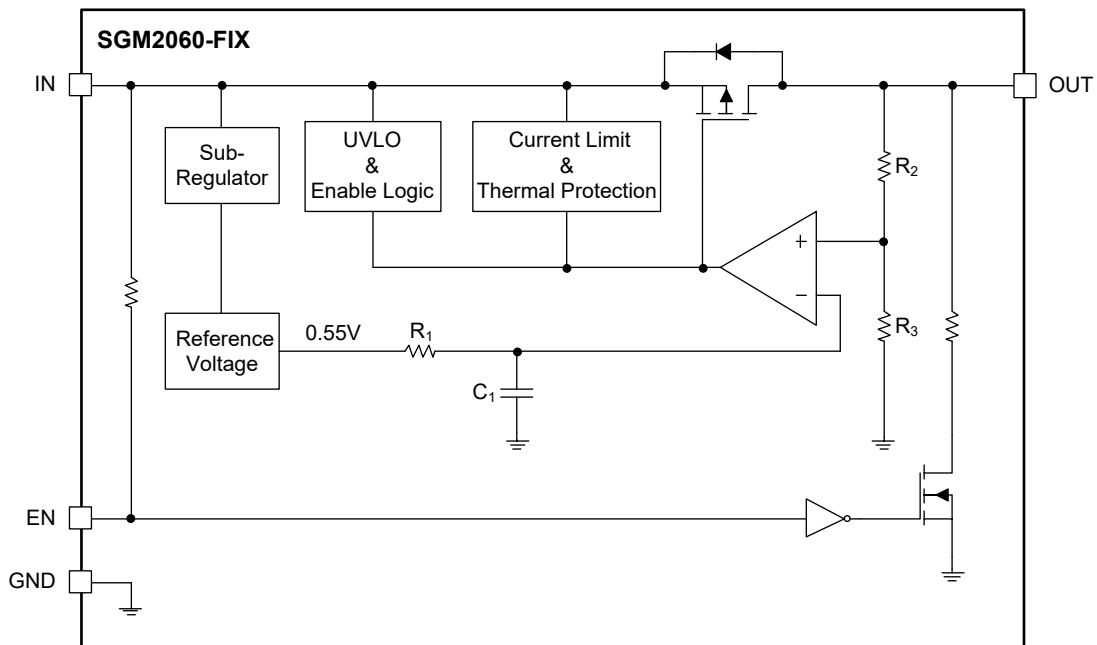 SGM2060-FIX
IN
OUT
Sub-
Regulator
UVLO
&
Enable Logic
Current Limit
&
Thermal Protection
R2
+
−
R3
Reference
Voltage
0.55V
R1
C1
EN
GND